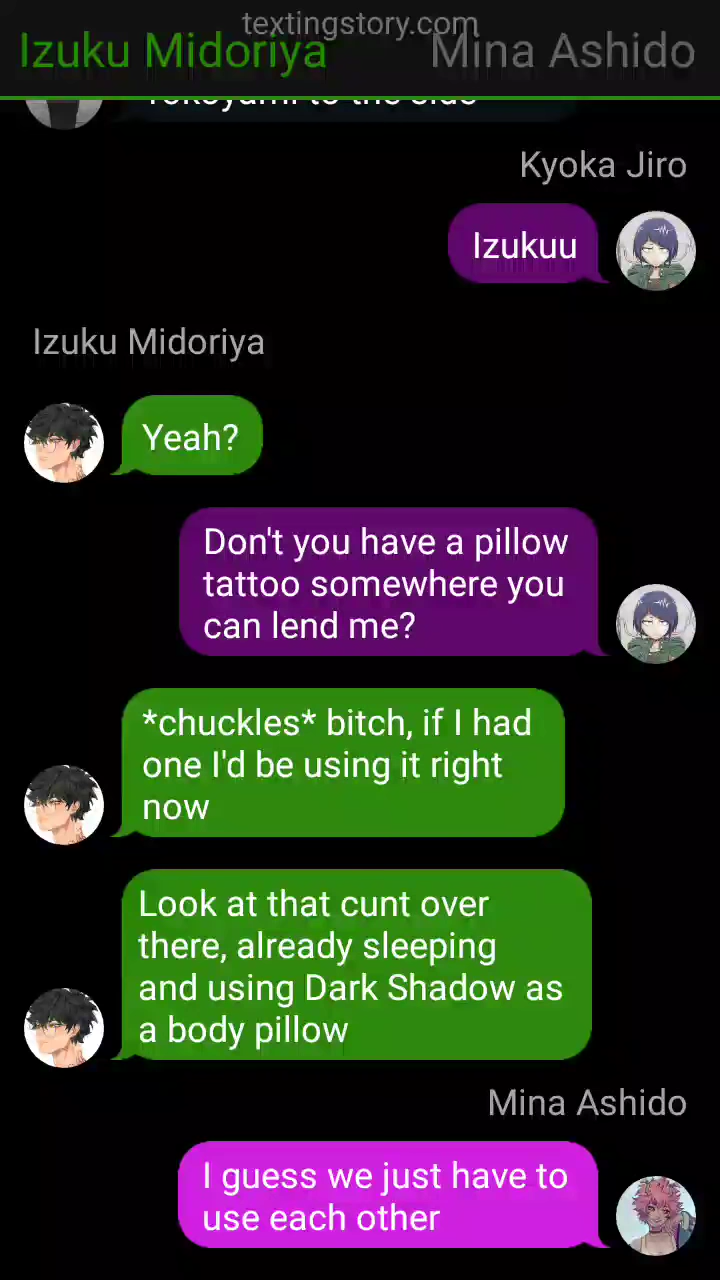 textingstory.com
Izuku Midoriya Mina Ashido
to the side
Kyoka Jiro
Izukuu
Izuku Midoriya
Yeah?
Don't you have a pillow
tattoo somewhere you
can lend me?
*chuckles* bitch, if I had
one I'd be using it right
now
Look at that cunt over
there, already sleeping
and using Dark Shadow as
a body pillow
Mina Ashido
I guess we just have to
use each other